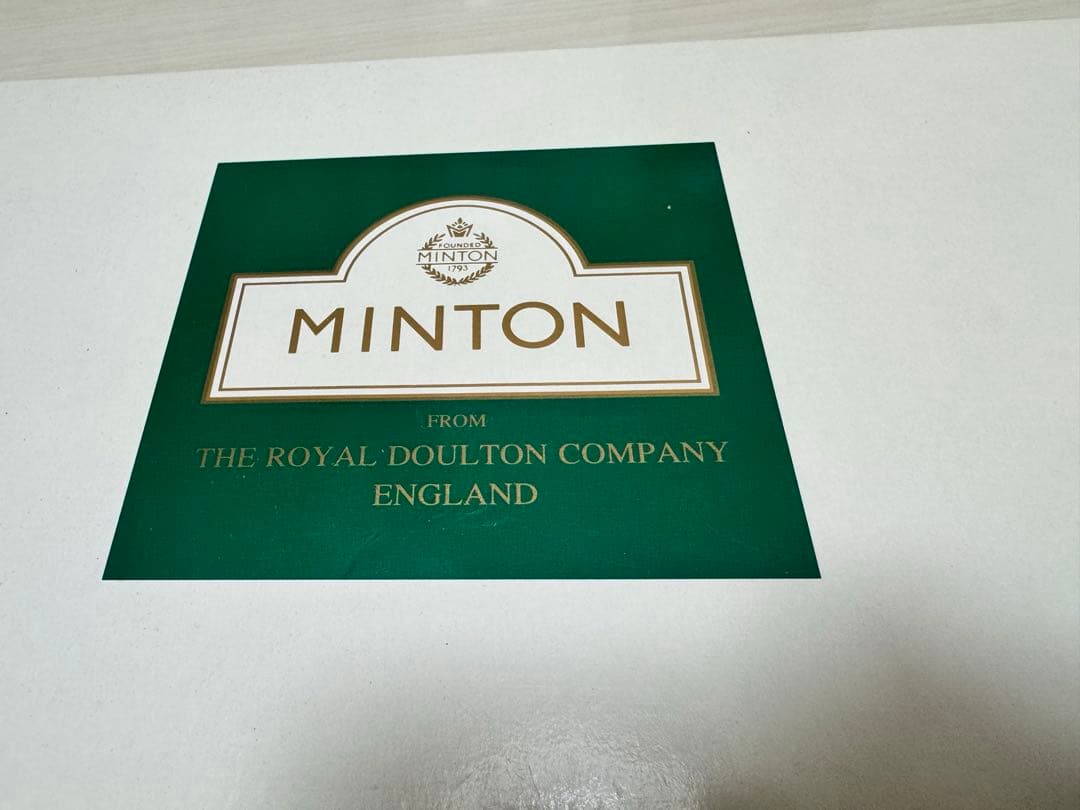 FOUNDED
MINTON
1793
MINTON
FROM
THE ROYAL DOULTON COMPANY
ENGLAND